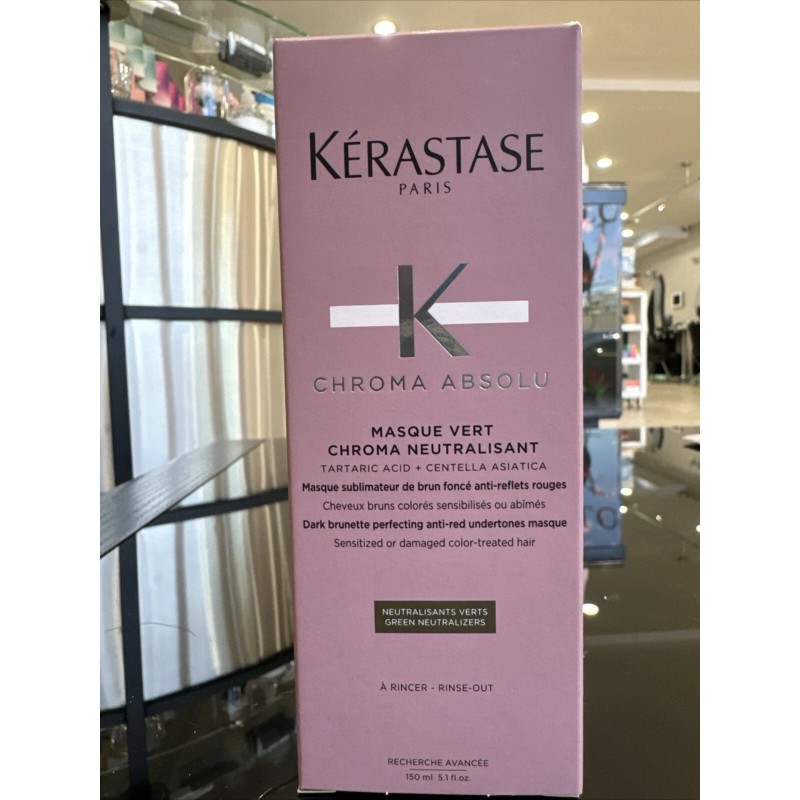 KÉRASTASE
PARIS
K
CHROMA ABSOLU
MASQUE VERT
CHROMA NEUTRALISANT
TARTARIC ACID + CENTELLA ASIATICA
Masque sublimateur de brun foncé anti-reflets rouges
Cheveux bruns colorés sensibilisés ou abîmés
Dark brunette perfecting anti-red undertones masque
Sensitized or damaged color-treated hair
NEUTRALISANTS VERTS
GREEN NEUTRALIZERS
À RINCER - RINSE-OUT
RECHERCHE AVANCÉE
150 ml 5.1 fl.oz.